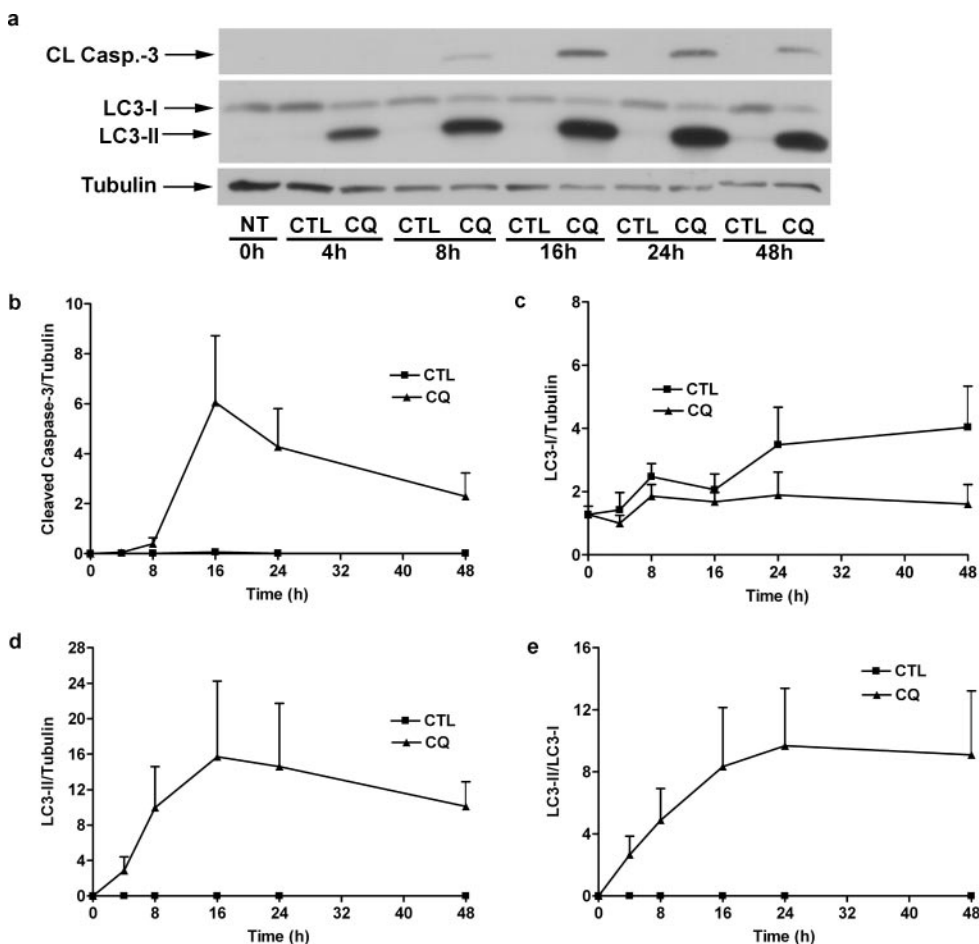 a
CL Casp.-3
LC3-I
LC3-II
Tubulin
NT CTL CQ CTL CQ CTL CQ CTL CQ CTL CQ
0h 4h 8h 16h 24h 48h
b
Cleaved Caspase-3/Tubulin
10
8
6
4
2
0
0 8 16 24 32 40 48
Time (h)
CTL
CQ
c
LC3-I/Tubulin
8
6
4
2
0
0 8 16 24 32 40 48
Time (h)
CTL
CQ
d
LC3-II/Tubulin
28
24
20
16
12
8
4
0
0 8 16 24 32 40 48
Time (h)
CTL
CQ
e
LC3-II/LC3-I
16
12
8
4
0
0 8 16 24 32 40 48
Time (h)
CTL
CQ